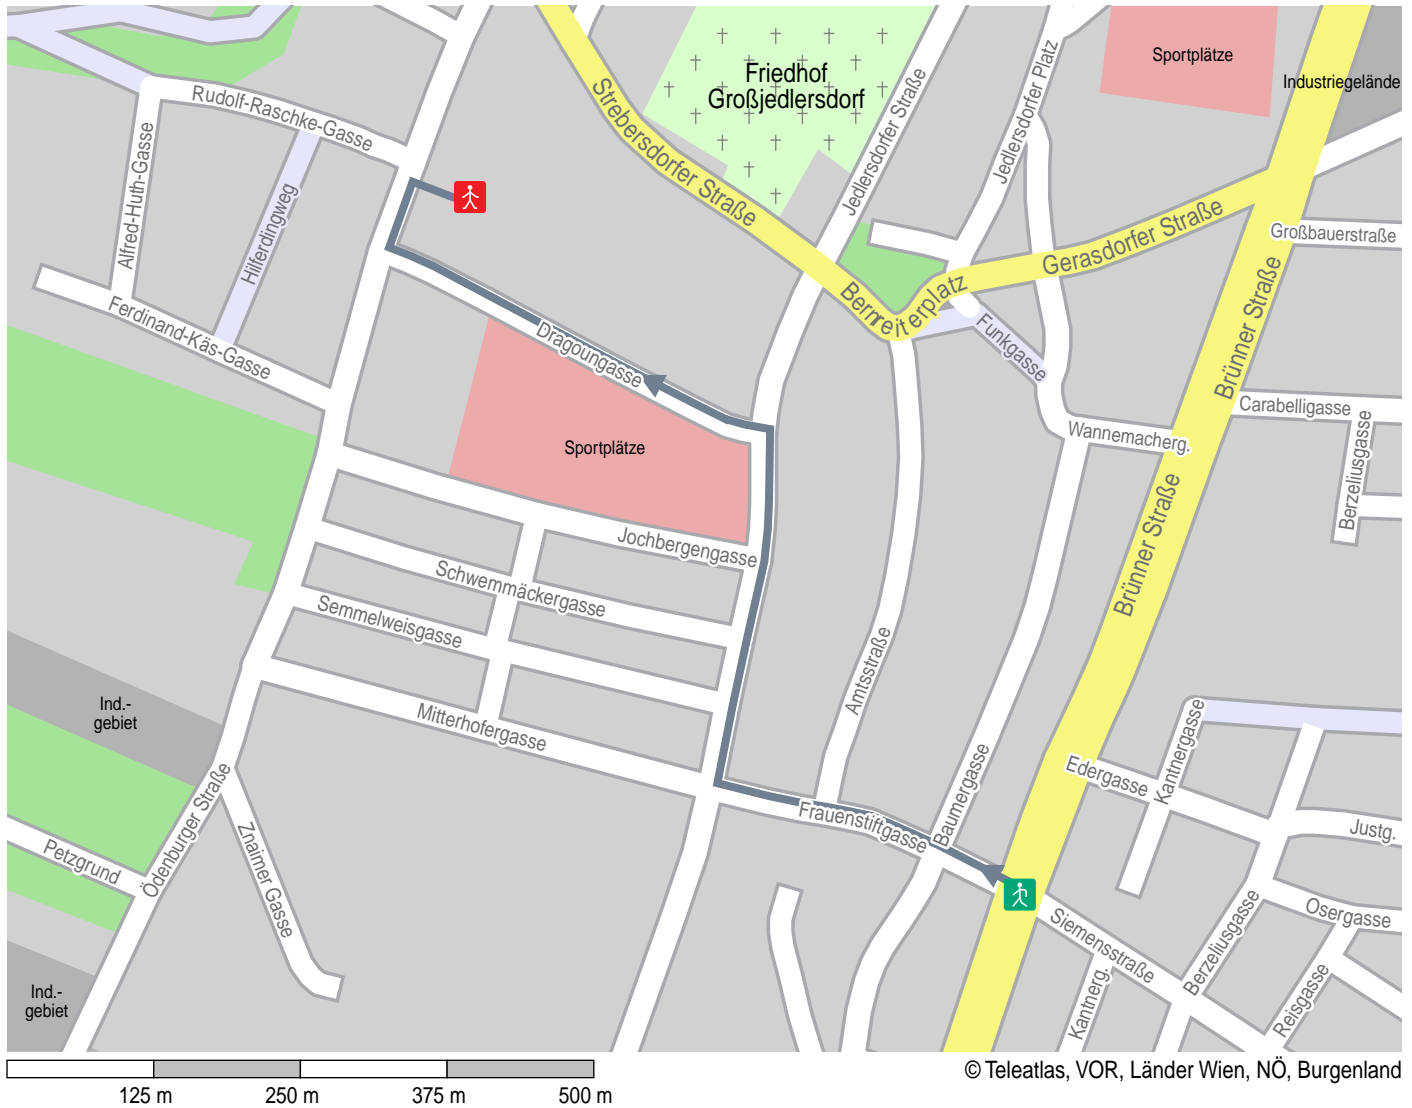 Sportplätze
Industriegelände
Friedhof
Großjedlersdorf
Rudolf-Raschke-Gasse
Strebersdorfer Straße
Jedlersdorfer Straße
Jedlersdorfer Platz
Alfred-Huth-Gasse
Hilferdingweg
Großbauerstraße
Gerasdorfer Straße
Bernreiterplatz
Brünner Straße
Ferdinand-Käs-Gasse
Dragoungasse
Funkgasse
Carabelligasse
Wannemacherg.
Berzeliusgasse
Sportplätze
Jochbergengasse
Brünner Straße
Schwemmäckergasse
Semmelweisgasse
Amtsstraße
Ind.-
gebiet
Mitterhofergasse
Kantnergasse
Edergasse
Baumergasse
Frauenstiftgasse
Justg.
Ödenburger Straße
Petzgrund
Znaimer Gasse
Siemensstraße
Osergasse
Berzeliusgasse
Kantnerg.
Reisgasse
Ind.-
gebiet
© Teleatlas, VOR, Länder Wien, NÖ, Burgenland
125 m
250 m
375 m
500 m